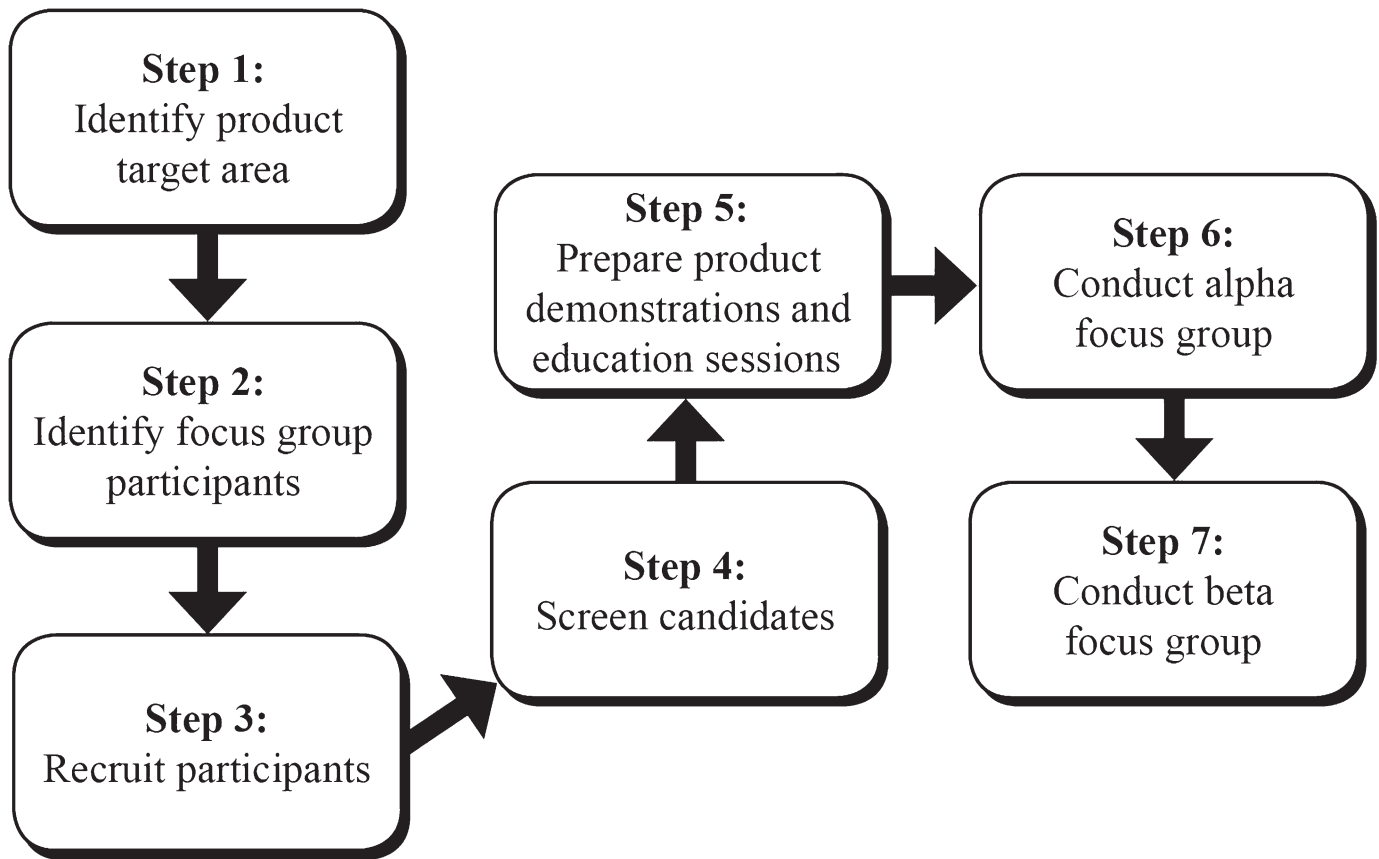 Step 1:
Identify product
target area
Step 2:
Identify focus group
participants
Step 3:
Recruit participants
Step 4:
Screen candidates
Step 5:
Prepare product
demonstrations and
education sessions
Step 6:
Conduct alpha
focus group
Step 7:
Conduct beta
focus group